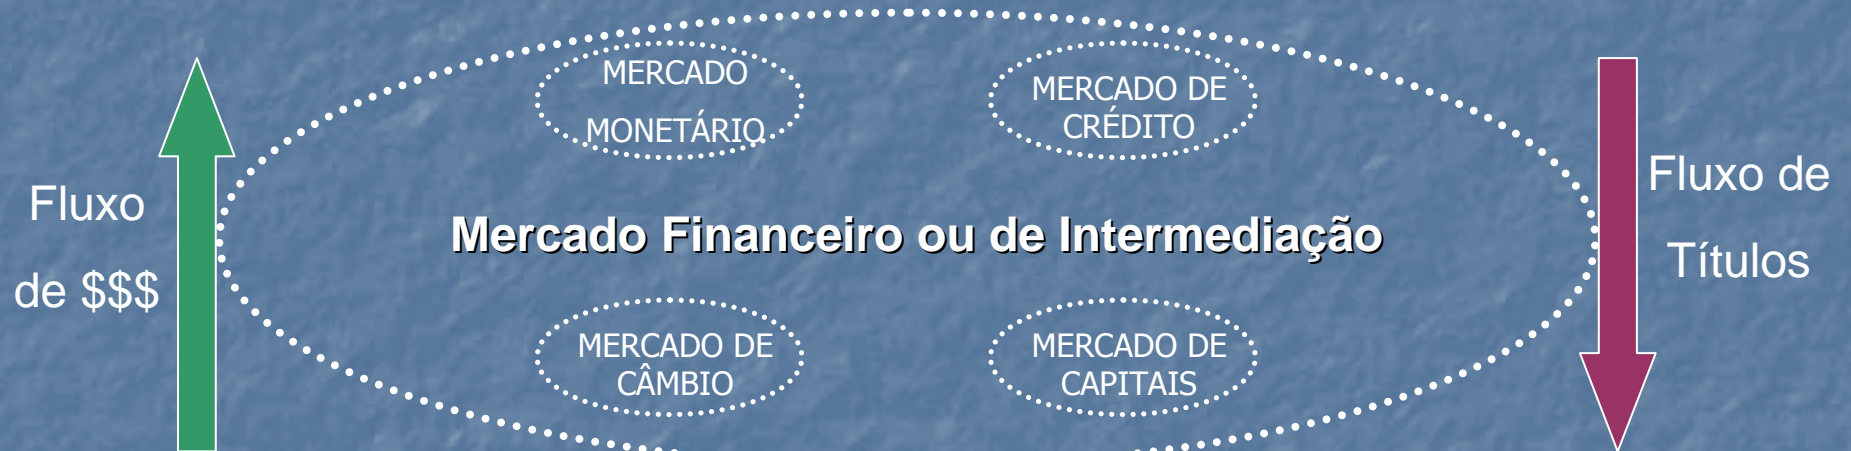 MERCADO
MONETÁRIO
MERCADO DE
CRÉDITO
Fluxo
de $$$
Mercado Financeiro ou de Intermediação
Fluxo de
Títulos
MERCADO DE
CÂMBIO
MERCADO DE
CAPITAIS